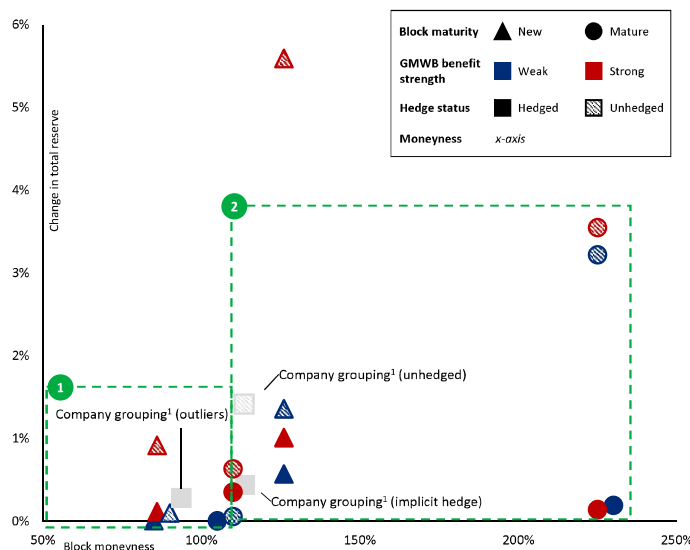 6%
5%
4%
3%
2%
1%
0%
Change in total reserve
Block maturity New Mature
GMWB benefit strength Weak Strong
Hedge status Hedged Unhedged
Moneyness x-axis
2
1
Company grouping1 (unhedged)
Company grouping1 (outliers)
Company grouping1 (implicit hedge)
50% 100% 150% 200% 250%
Block moneyness